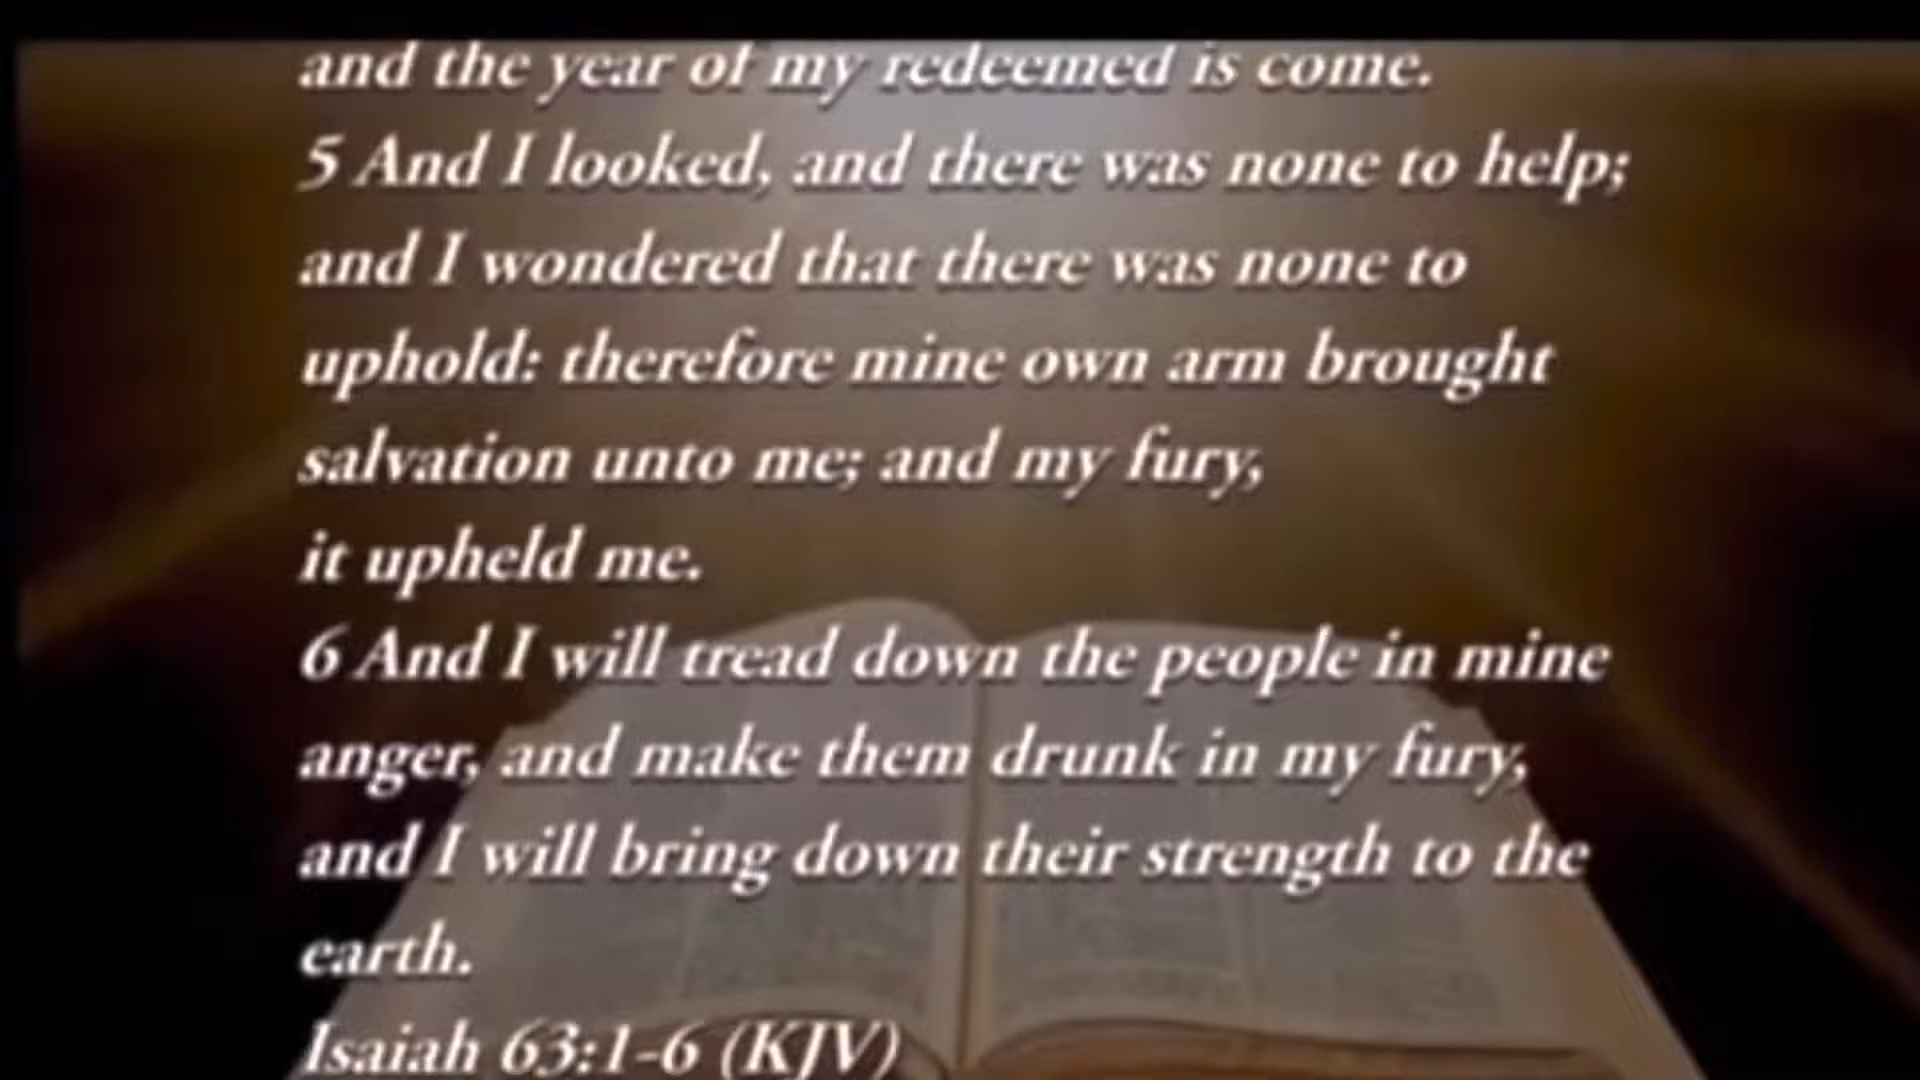 and the year of my redeemed is come.
5 And I looked, and there was none to help;
and I wondered that there was none to
uphold: therefore mine own arm brought
salvation unto me; and my fury,
it upheld me.
6 And I will tread down the people in mine
anger, and make them drunk in my fury,
and I will bring down their strength to the
earth.
Isaiah 63:1-6 (KJV)